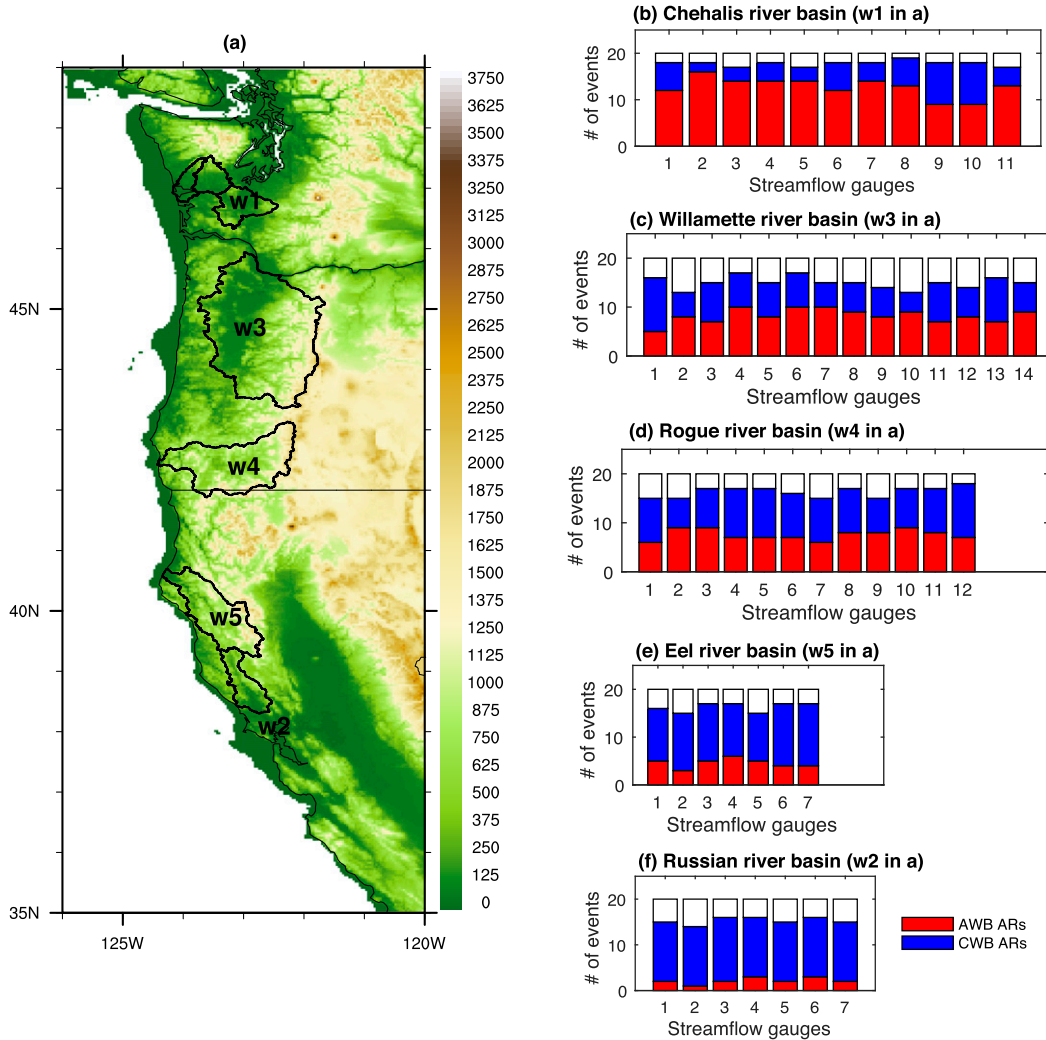 (a)
3750
3625
3500
3375
3250
3125
3000
2875
2750
2625
2500
2375
2250
2125
2000
1875
1750
1625
1500
1375
1250
1125
1000
875
750
625
500
375
250
125
0
45N
40N
35N
125W
120W
w1
w3
w4
w5
w2
(b) Chehalis river basin (w1 in a)
# of events
20
10
0
1 2 3 4 5 6 7 8 9 10 11
Streamflow gauges
(c) Willamette river basin (w3 in a)
# of events
20
10
0
1 2 3 4 5 6 7 8 9 10 11 12 13 14
Streamflow gauges
(d) Rogue river basin (w4 in a)
# of events
20
10
0
1 2 3 4 5 6 7 8 9 10 11 12
Streamflow gauges
(e) Eel river basin (w5 in a)
# of events
20
10
0
1 2 3 4 5 6 7
Streamflow gauges
(f) Russian river basin (w2 in a)
# of events
20
10
0
1 2 3 4 5 6 7
Streamflow gauges
AWB ARs
CWB ARs